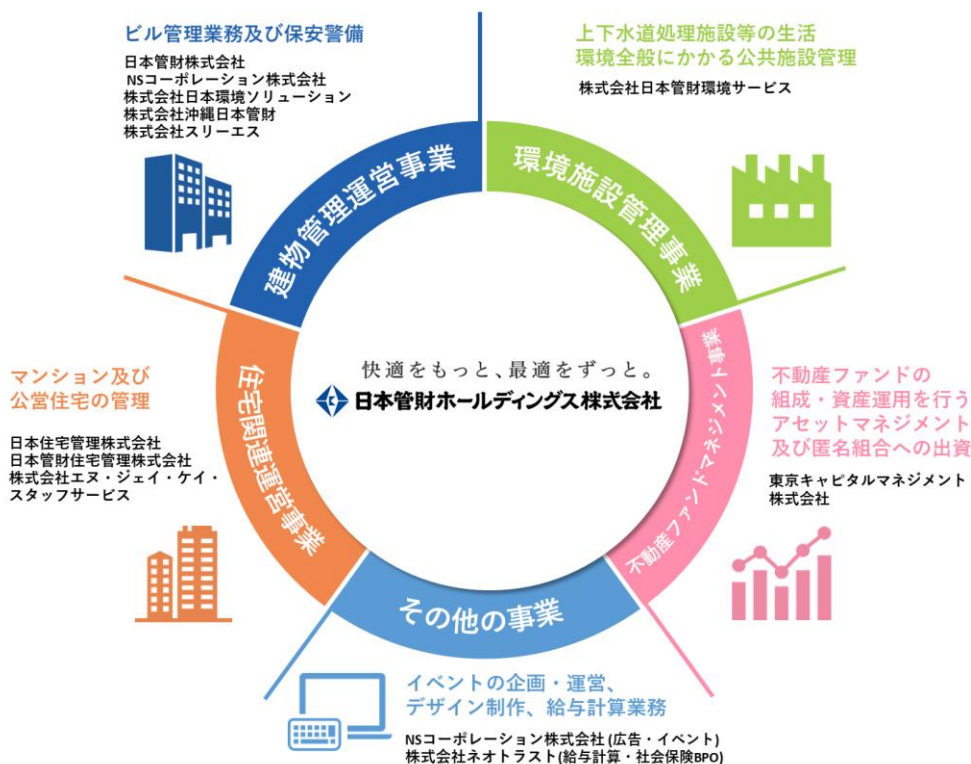 ビル管理業務及び保安警備
日本管財株式会社
NSコーポレーション株式会社
株式会社日本環境ソリューション
株式会社沖縄日本管財
株式会社スリーエス
上下水道処理施設等の生活
環境全般にかかる公共施設管理
株式会社日本管財環境サービス
建物管理運営事業
環境施設管理事業
快適をもっと、最適をずっと。
日本管財ホールディングス株式会社
マンション及び
公営住宅の管理
日本住宅管理株式会社
日本管財住宅管理株式会社
株式会社エヌ・ジェイ・ケイ・
スタッフサービス
住宅関連運営事業
不動産ファンドマネジメント事業
不動産ファンドの
組成・資産運用を行う
アセットマネジメント
及び匿名組合への出資
東京キャピタルマネジメント
株式会社
その他の事業
イベントの企画・運営、
デザイン制作、給与計算業務
NSコーポレーション株式会社(広告・イベント)
株式会社ネオトラスト(給与計算・社会保険BPO)